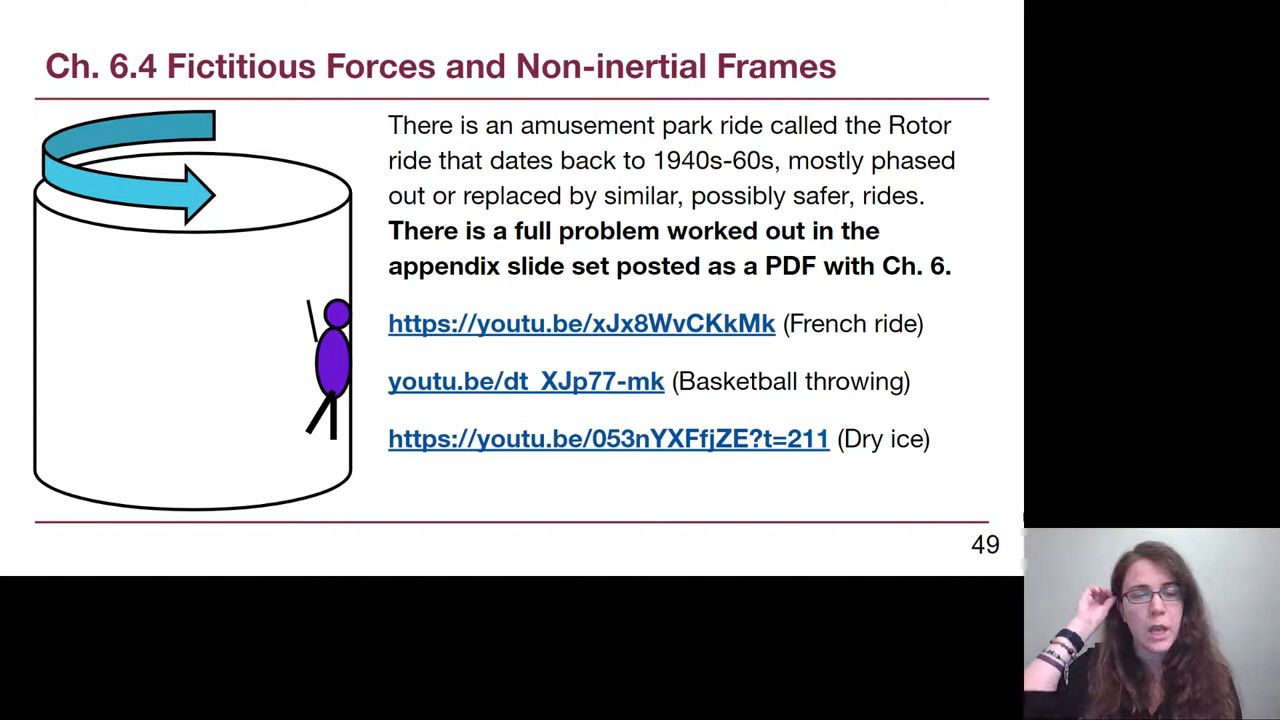 Ch. 6.4 Fictitious Forces and Non-inertial Frames
There is an amusement park ride called the Rotor
ride that dates back to 1940s-60s, mostly phased
out or replaced by similar, possibly safer, rides.
There is a full problem worked out in the
appendix slide set posted as a PDF with Ch. 6.
https://youtu.be/xJx8WvCKkMk (French ride)
youtu.be/dt_XJp77-mk (Basketball throwing)
https://youtu.be/053nYXFfjZE?t=211 (Dry ice)
49